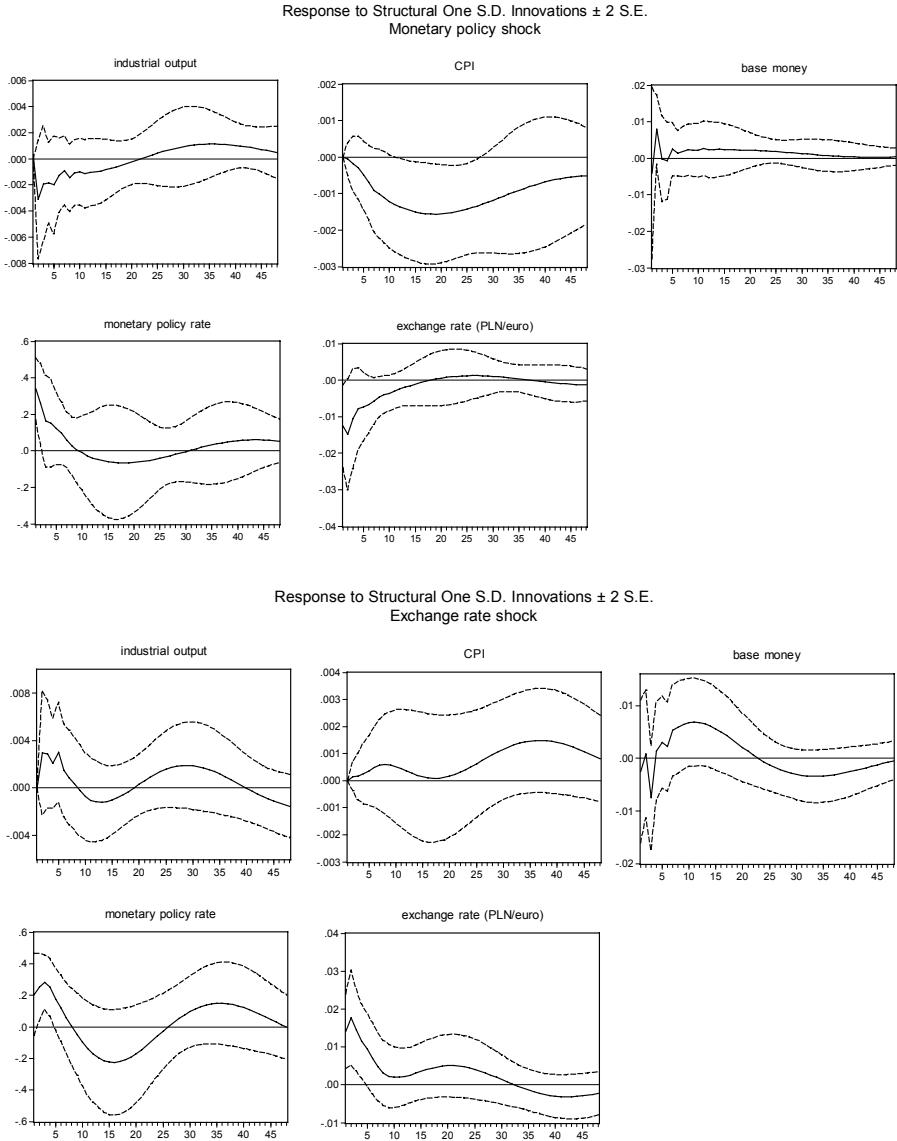 Response to Structural One S.D. Innovations ± 2 S.E.
Monetary policy shock
industrial output
.006
.004
.002
.000
-.002
-.004
-.006
-.008
5 10 15 20 25 30 35 40 45
CPI
.002
.001
.000
-.001
-.002
-.003
5 10 15 20 25 30 35 40 45
base money
.02
.01
.00
-.01
-.02
-.03
5 10 15 20 25 30 35 40 45
monetary policy rate
.6
.4
.2
.0
-.2
-.4
5 10 15 20 25 30 35 40 45
exchange rate (PLN/euro)
.01
.00
-.01
-.02
-.03
-.04
5 10 15 20 25 30 35 40 45
Response to Structural One S.D. Innovations ± 2 S.E.
Exchange rate shock
industrial output
.008
.004
.000
-.004
5 10 15 20 25 30 35 40 45
CPI
.004
.003
.002
.001
.000
-.001
-.002
-.003
5 10 15 20 25 30 35 40 45
base money
.01
.00
-.01
-.02
5 10 15 20 25 30 35 40 45
monetary policy rate
.6
.4
.2
.0
-.2
-.4
-.6
5 10 15 20 25 30 35 40 45
exchange rate (PLN/euro)
.04
.03
.02
.01
.00
-.01
5 10 15 20 25 30 35 40 45